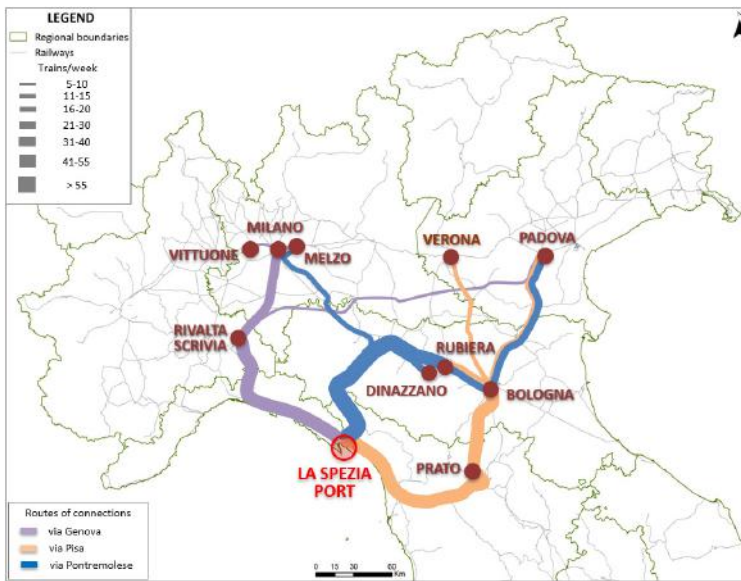 LEGEND
Regional boundaries
Railways
Trains/week
5-10
11-15
16-20
21-30
31-40
41-55
> 55
MILANO
VITTUONE
MELZO
VERONA
PADOVA
RIVALTA
SCRIVIA
RUBIERA
DINAZZANO
BOLOGNA
LA SPEZIA
PORT
PRATO
Routes of connections
via Genova
via Pisa
via Pontremolese
0 15 30 60
Km